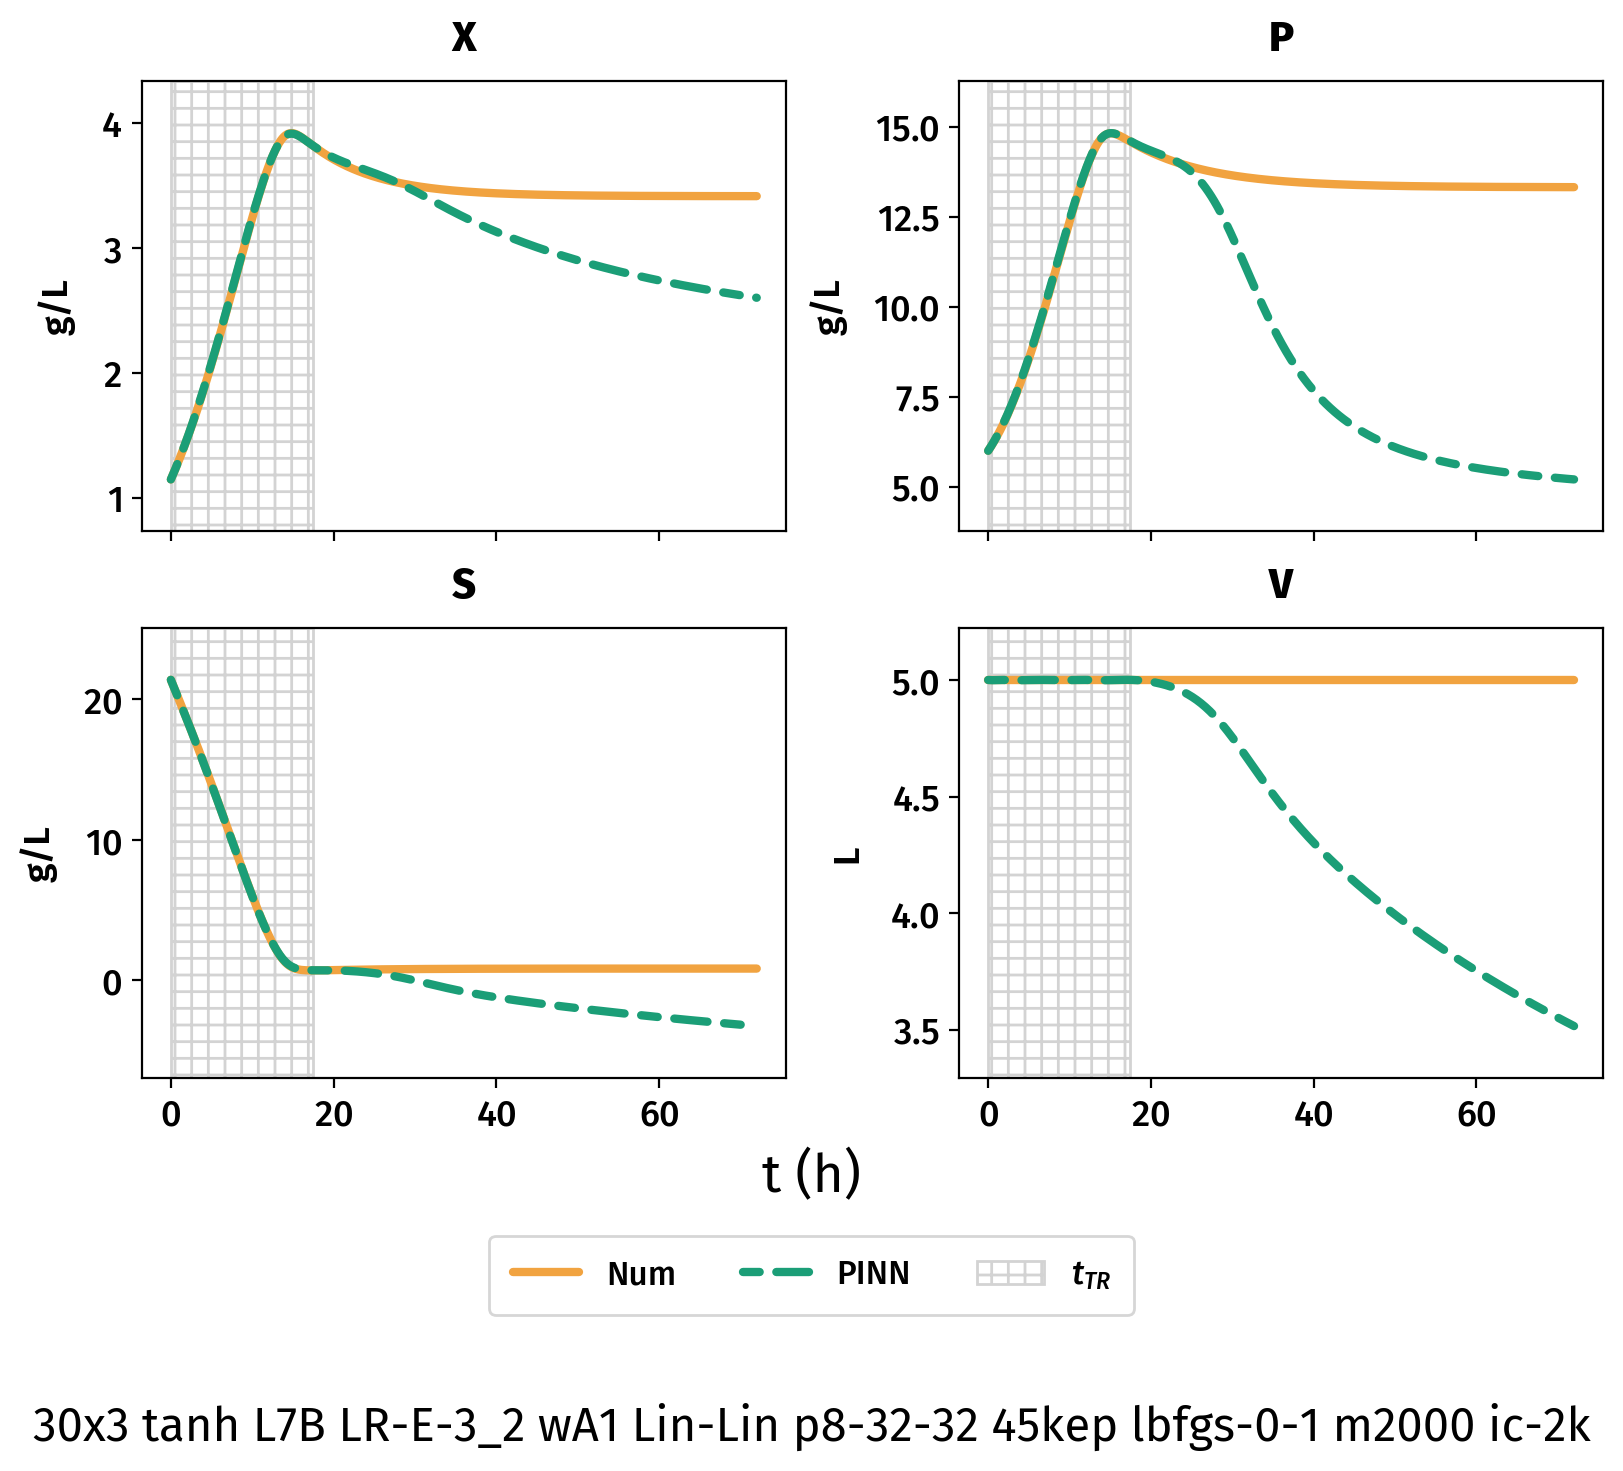 X
P
4
3
2
1
g/L
15.0
12.5
10.0
7.5
5.0
g/L
S
V
20
10
0
g/L
5.0
4.5
4.0
3.5
L
0 20 40 60
0 20 40 60
t (h)
Num PINN t_TR
30x3 tanh L7B LR-E-3_2 wA1 Lin-Lin p8-32-32 45kep lbfgs-0-1 m2000 ic-2k